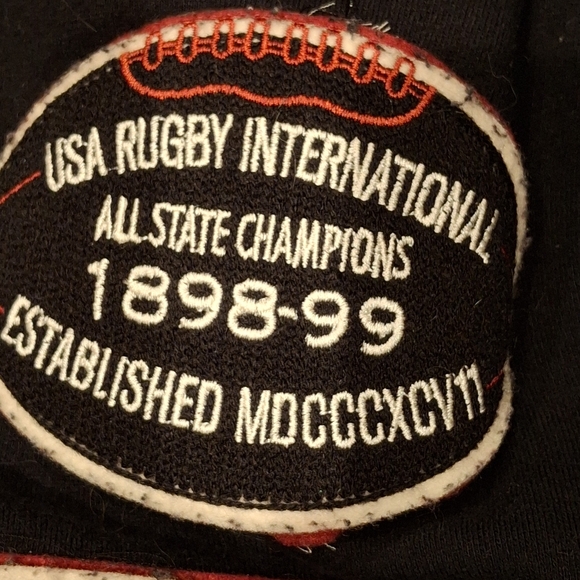 USA RUGBY INTERNATIONAL
ALL STATE CHAMPIONS
1898-99
ESTABLISHED MDCCCXCV11